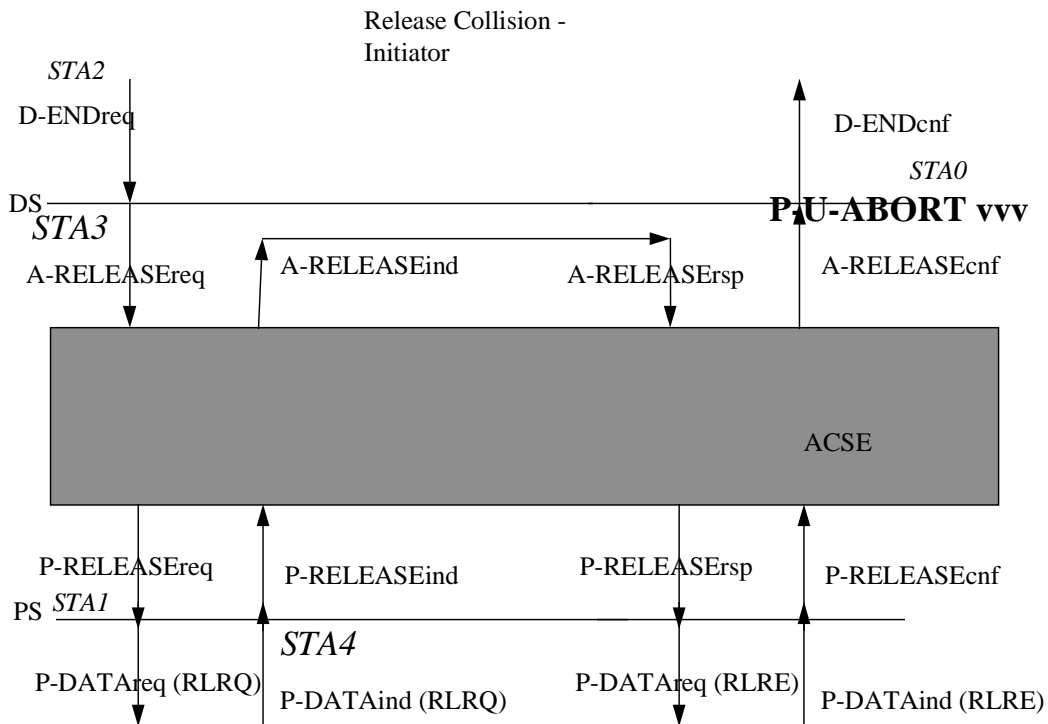 Release Collision -
Initiator
STA2
D-ENDreq
D-ENDcnf
STA0
DS
P-U-ABORT vvv
STA3
A-RELEASEreq
A-RELEASEind
A-RELEASErsp
A-RELEASEcnf
ACSE
P-RELEASEreq
P-RELEASEind
P-RELEASErsp
P-RELEASEcnf
PS
STA1
STA4
P-DATAreq (RLRQ)
P-DATAind (RLRQ)
P-DATAreq (RLRE)
P-DATAind (RLRE)